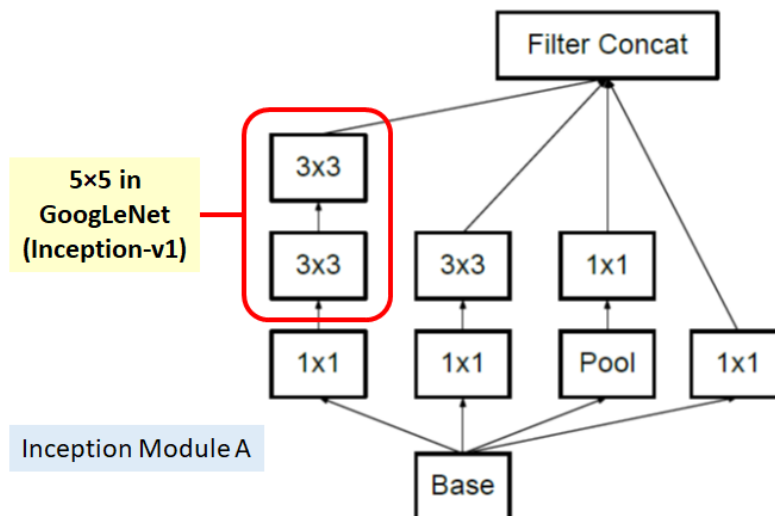 Filter Concat
3x3
5×5 in
GoogLeNet
(Inception-v1)
3x3
3x3
1x1
1x1
1x1
Pool
1x1
Inception Module A
Base